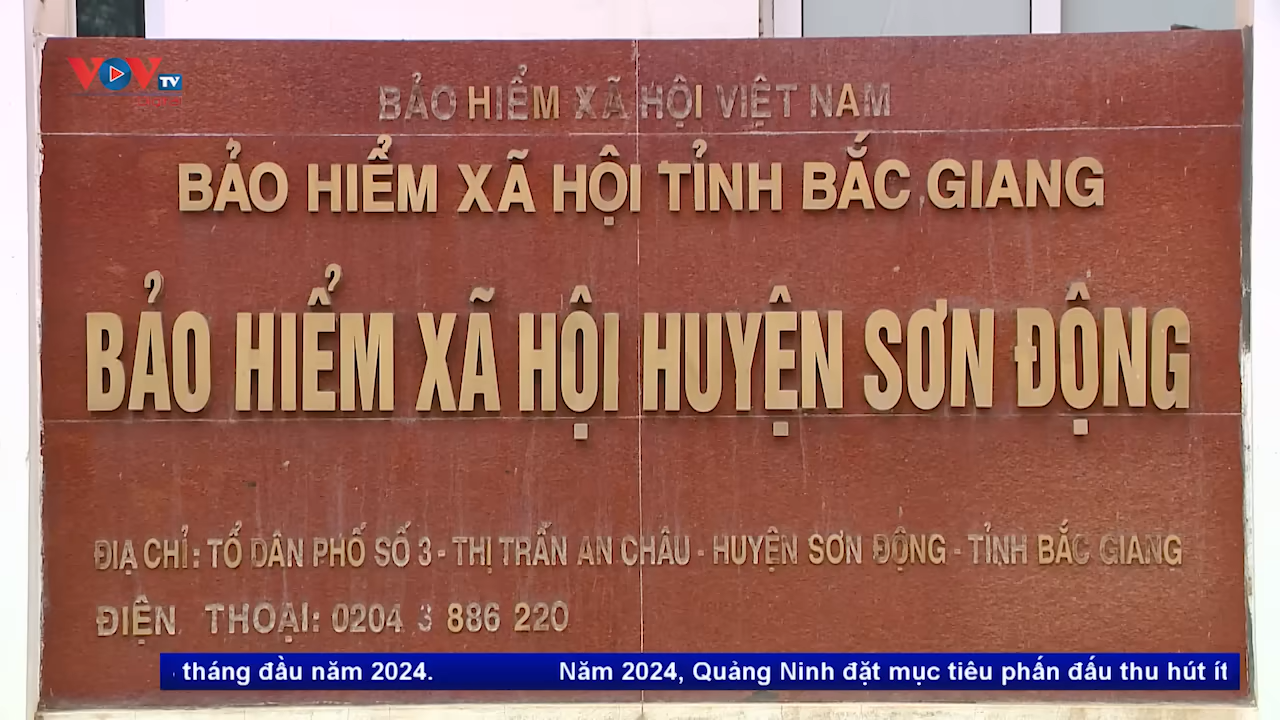 VOV TV
BẢO HIỂM XÃ HỘI VIỆT NAM
BẢO HIỂM XÃ HỘI TỈNH BẮC GIANG
BẢO HIỂM XÃ HỘI HUYỆN SƠN ĐỘNG
ĐỊA CHỈ: TỔ DÂN PHỐ SỐ 3 - THỊ TRẤN AN CHÂU - HUYỆN SƠN ĐỘNG - TỈNH BẮC GIANG
ĐIỆN THOẠI: 0204 3 886 220
tháng đầu năm 2024. Năm 2024, Quảng Ninh đặt mục tiêu phấn đấu thu hút ít